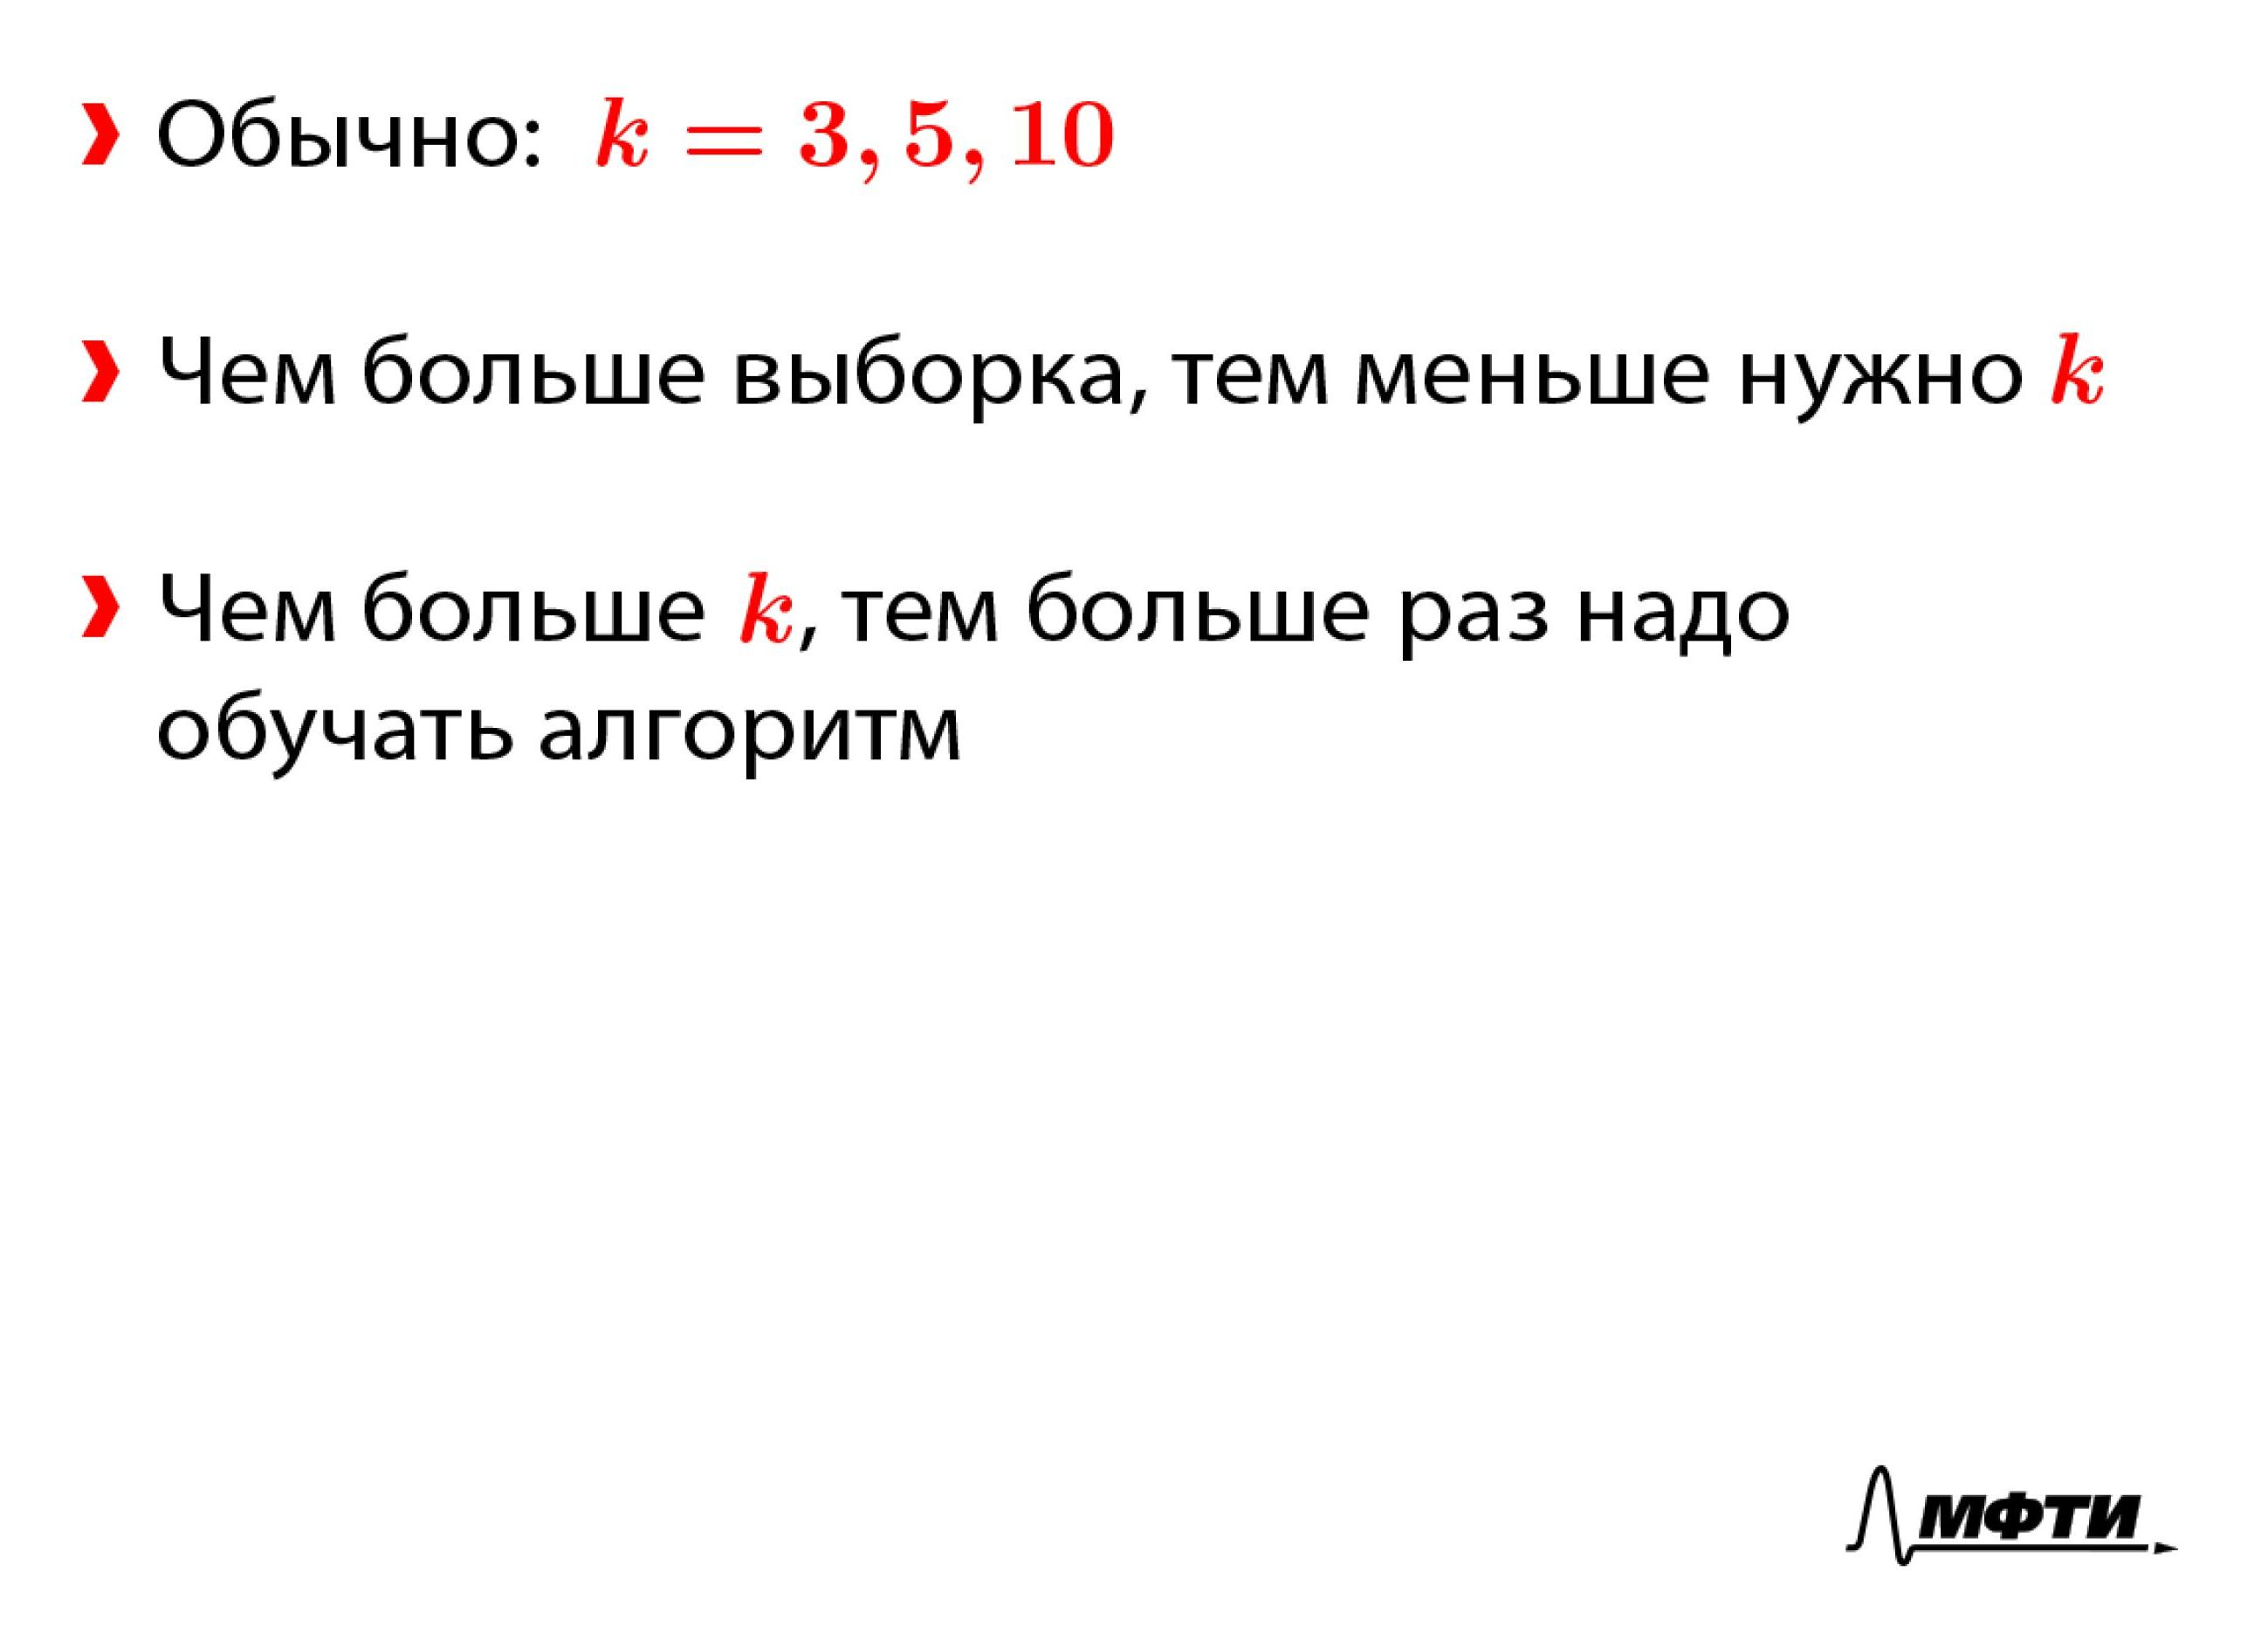 Обычно: k = 3, 5, 10
Чем больше выборка, тем меньше нужно k
Чем больше k, тем больше раз надо
обучать алгоритм
МФТИ